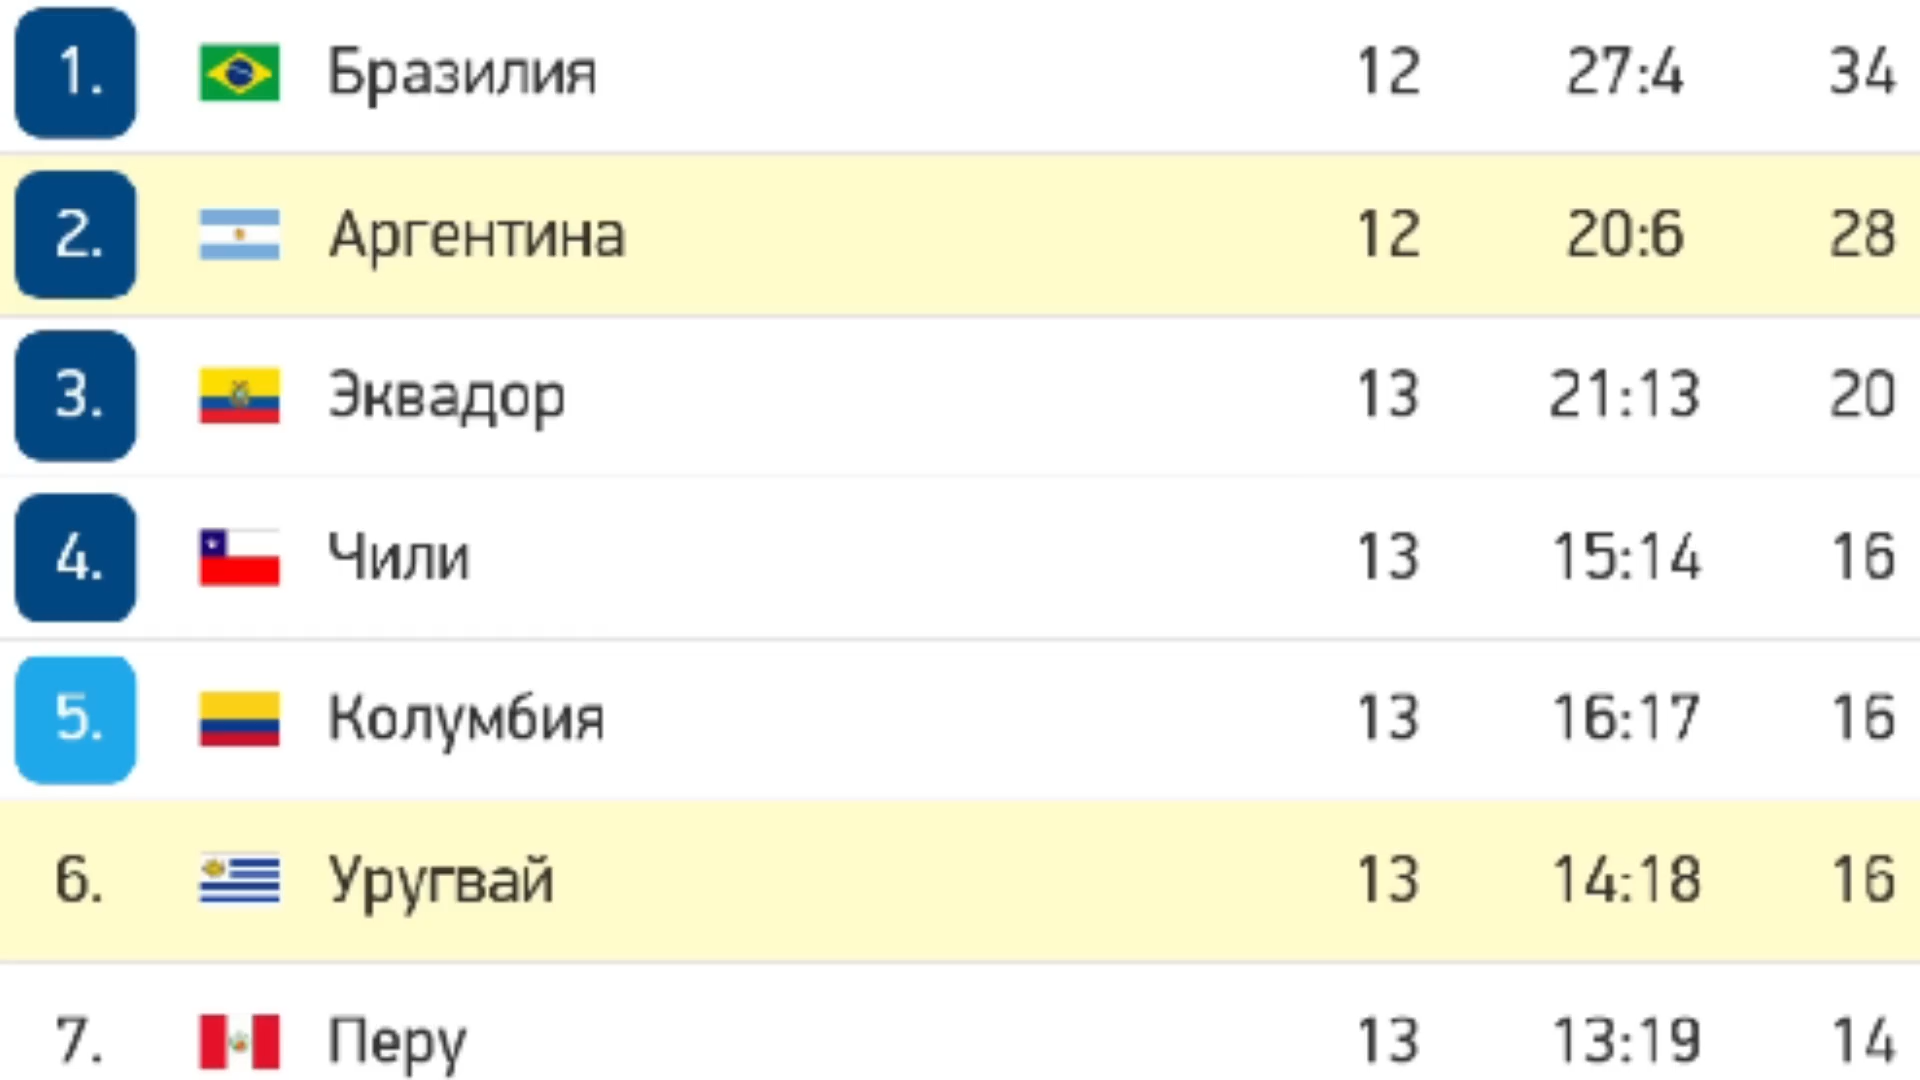 1. Бразилия 12 27:4 34
2. Аргентина 12 20:6 28
3. Эквадор 13 21:13 20
4. Чили 13 15:14 16
5. Колумбия 13 16:17 16
6. Уругвай 13 14:18 16
7. Перу 13 13:19 14